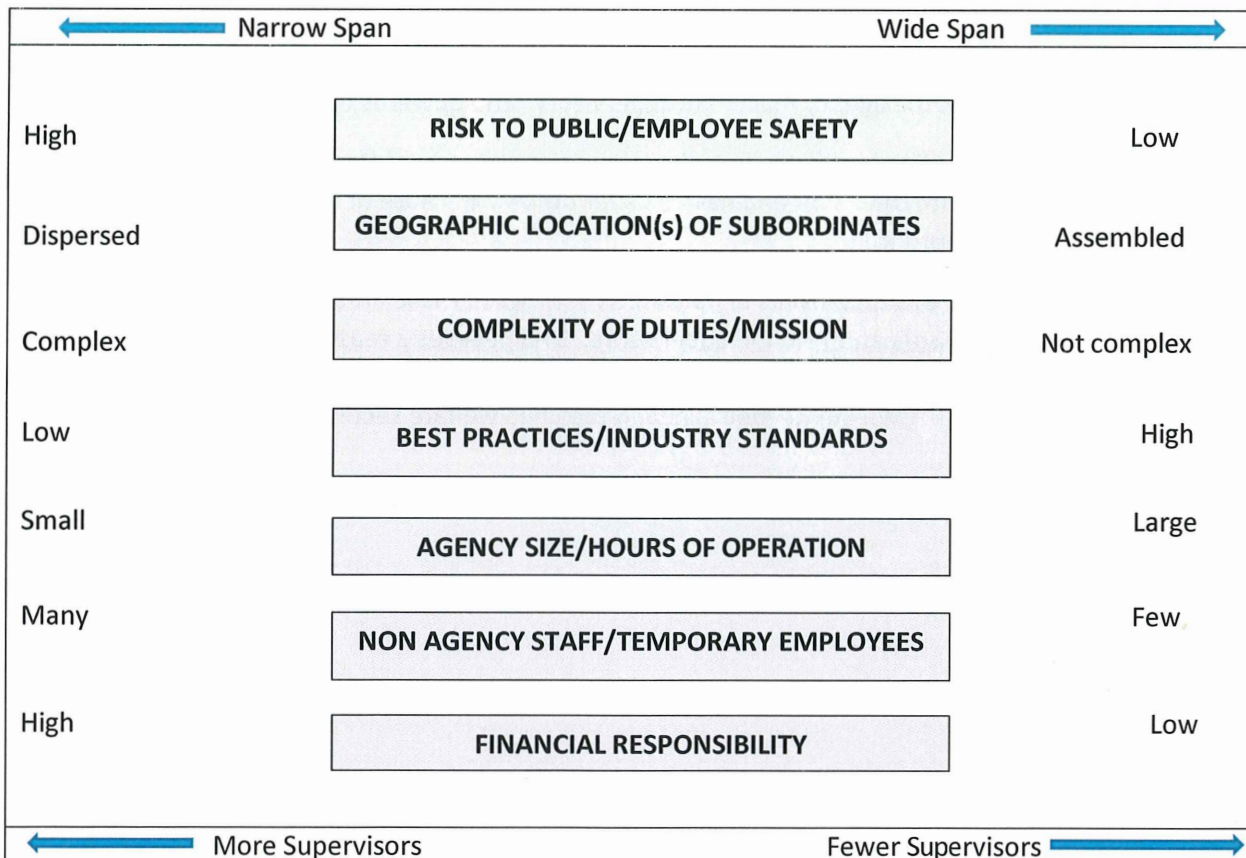 Narrow Span Wide Span
High RISK TO PUBLIC/EMPLOYEE SAFETY Low
Dispersed GEOGRAPHIC LOCATION(s) OF SUBORDINATES Assembled
Complex COMPLEXITY OF DUTIES/MISSION Not complex
Low BEST PRACTICES/INDUSTRY STANDARDS High
Small AGENCY SIZE/HOURS OF OPERATION Large
Many NON AGENCY STAFF/TEMPORARY EMPLOYEES Few
High FINANCIAL RESPONSIBILITY Low
More Supervisors Fewer Supervisors